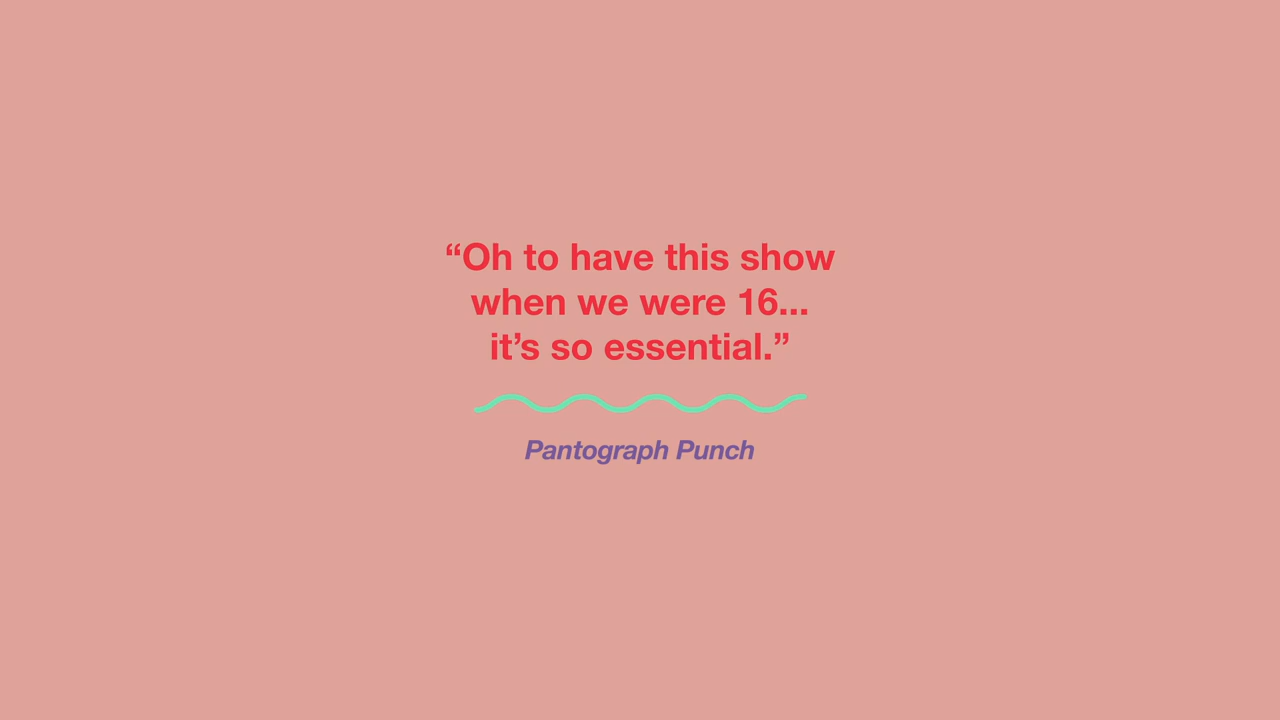 “Oh to have this show
when we were 16...
it’s so essential.”
Pantograph Punch